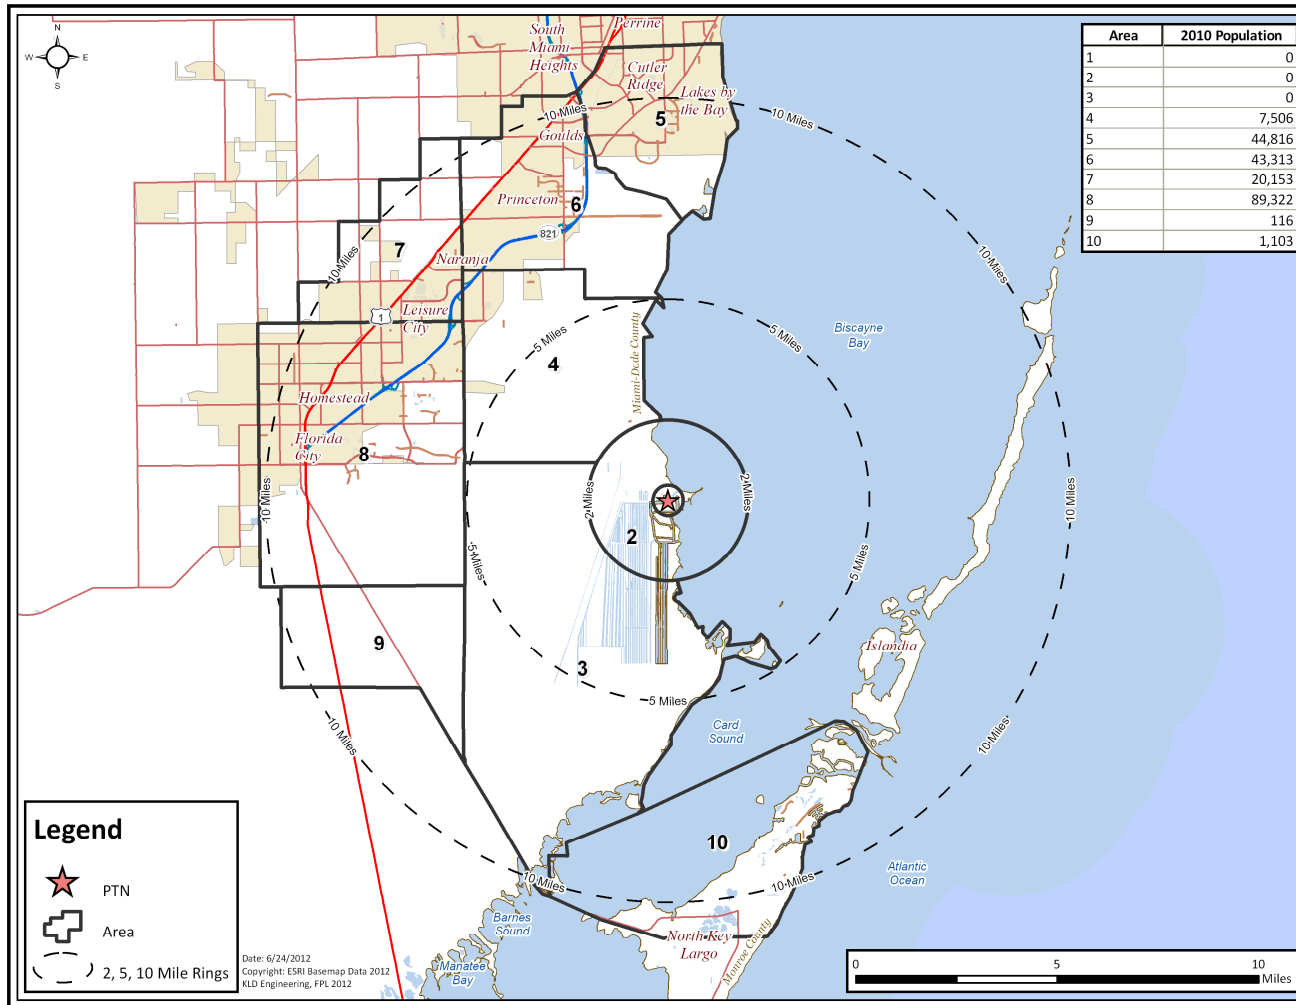 N
W E
S
South
Miami
Heights
Perrine
Cutler
Ridge
Lakes by
the Bay
Area 2010 Population
1 0
2 0
3 0
4 7,506
5 44,816
6 43,313
7 20,153
8 89,322
9 116
10 1,103
10 Miles
10 Miles
5
Goulds
Princeton
6
821
7
Naranja
10 Miles
10 Miles
Leisure
City
1
5 Miles
4
Miami-Dade County
5 Miles
Biscayne
Bay
Homestead
Florida
City
8
10 Miles
2 Miles
2 Miles
10 Miles
2
5 Miles
5 Miles
9
3
Islandia
5 Miles
10 Miles
Card
Sound
10 Miles
10
10 Miles
10 Miles
Atlantic
Ocean
Barnes
Sound
North Key
Largo
Monroe County
Manatee
Bay
Legend
PTN
Area
2, 5, 10 Mile Rings
Date: 6/24/2012
Copyright: ESRI Basemap Data 2012
KLD Engineering, FPL 2012
0 5 10
Miles